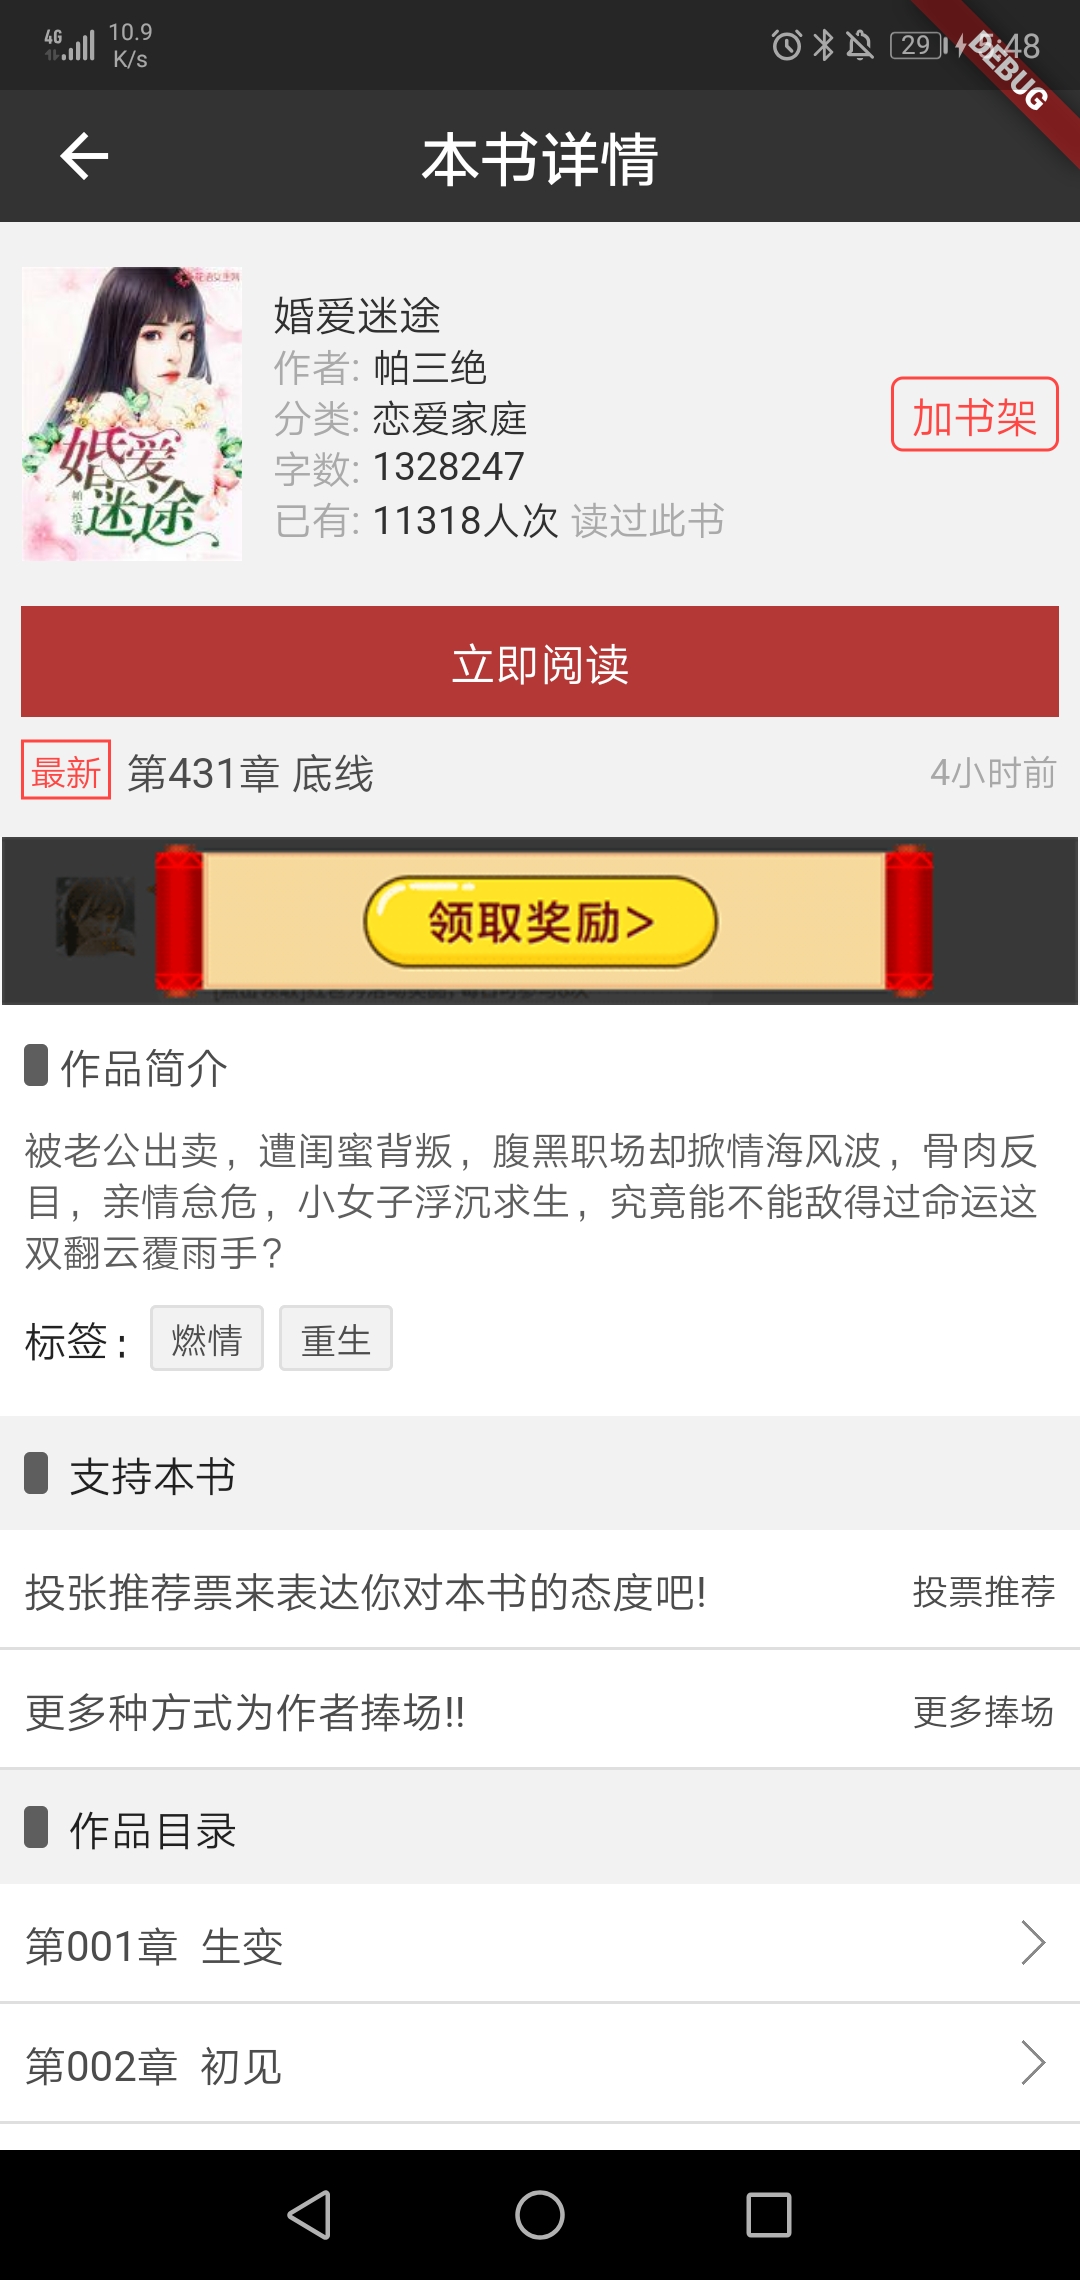 4G 10.9
K/s
29
:48
DEBUG
本书详情
花语女生网
婚爱
迷途
婚爱迷途
作者: 帕三绝
分类: 恋爱家庭
字数: 1328247
已有: 11318人次 读过此书
加书架
立即阅读
最新 第431章 底线 4小时前
领取奖励>
作品简介
被老公出卖，遭闺蜜背叛，腹黑职场却掀情海风波，骨肉反
目，亲情怠危，小女子浮沉求生，究竟能不能敌得过命运这
双翻云覆雨手？
标签： 燃情 重生
支持本书
投张推荐票来表达你对本书的态度吧! 投票推荐
更多种方式为作者捧场!! 更多捧场
作品目录
第001章 生变
第002章 初见